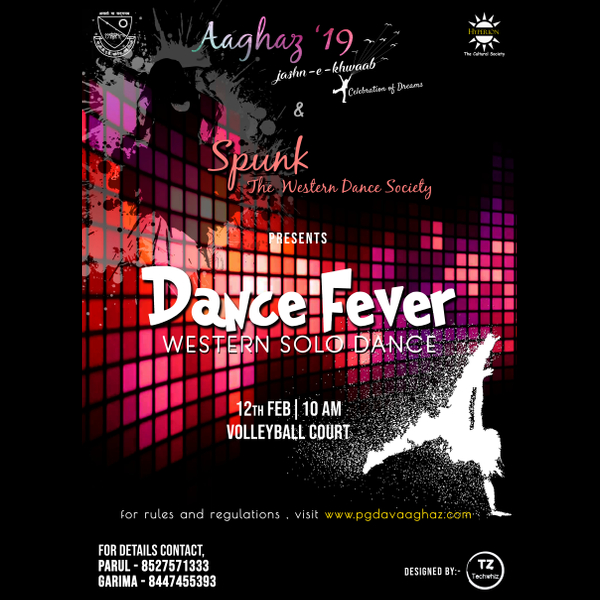 Aaghaz '19
HYPERION
The Cultural Society
jashn-e-khwaab
Celebration of Dreams
&
Spunk
The Western Dance Society
PRESENTS
Dance Fever
WESTERN SOLO DANCE
12TH FEB | 10 AM
VOLLEYBALL COURT
for rules and regulations , visit www.pgdavaaghaz.com
FOR DETAILS CONTACT,
PARUL - 8527571333
GARIMA - 8447455393
DESIGNED BY:-
TZ
Techwhiz